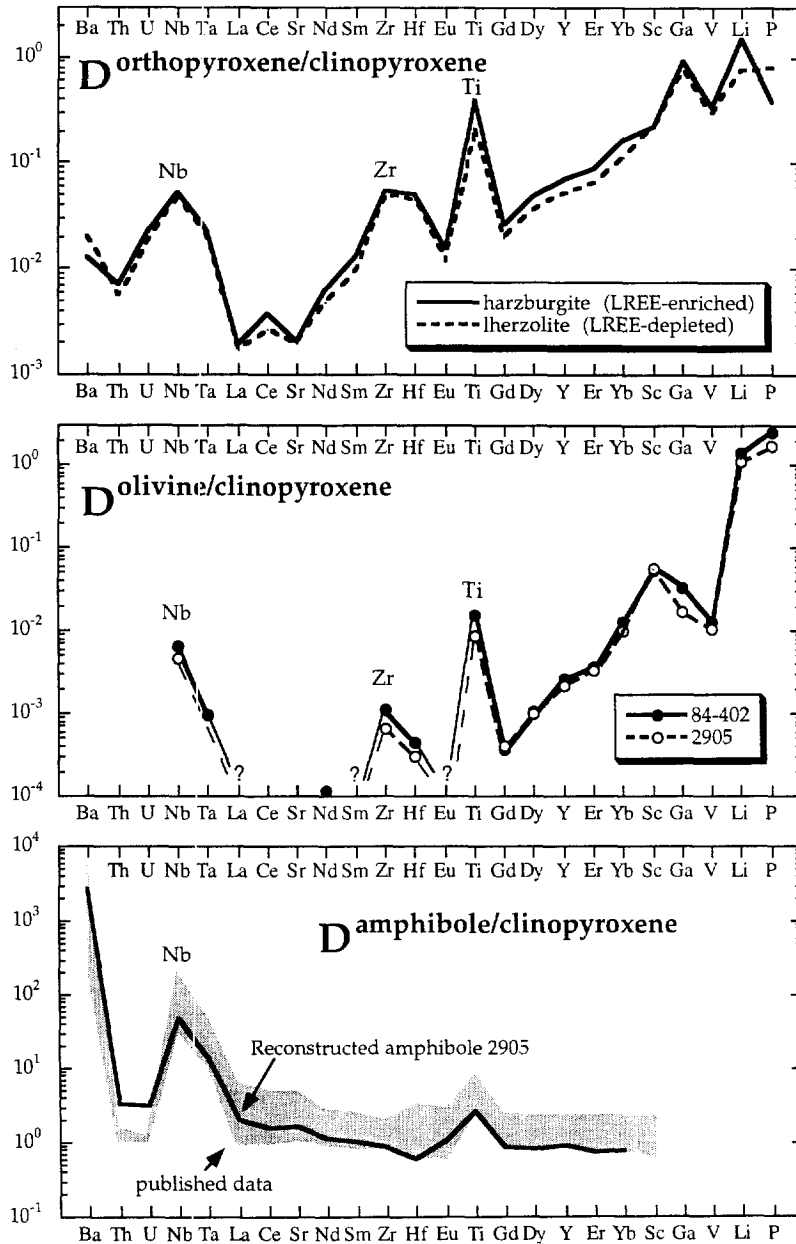 Ba Th U Nb Ta La Ce Sr Nd Sm Zr Hf Eu Ti Gd Dy Y Er Yb Sc Ga V Li P
10^0
D orthopyroxene/clinopyroxene
Ti
10^-1
Nb
Zr
10^-2
harzburgite (LREE-enriched)
lherzolite (LREE-depleted)
10^-3
Ba Th U Nb Ta La Ce Sr Nd Sm Zr Hf Eu Ti Gd Dy Y Er Yb Sc Ga V Li P
Ba Th U Nb Ta La Ce Sr Nd Sm Zr Hf Eu Ti Gd Dy Y Er Yb Sc Ga V Li P
10^0
D olivine/clinopyroxene
10^-1
Nb
Ti
10^-2
Zr
10^-3
84-402
2905
? ? ?
10^-4
Ba Th U Nb Ta La Ce Sr Nd Sm Zr Hf Eu Ti Gd Dy Y Er Yb Sc Ga V Li P
10^4
Ba Th U Nb Ta La Ce Sr Nd Sm Zr Hf Eu Ti Gd Dy Y Er Yb Sc Ga V Li P
10^3
D amphibole/clinopyroxene
Nb
10^2
Reconstructed amphibole 2905
10^1
10^0
published data
10^-1
Ba Th U Nb Ta La Ce Sr Nd Sm Zr Hf Eu Ti Gd Dy Y Er Yb Sc Ga V Li P